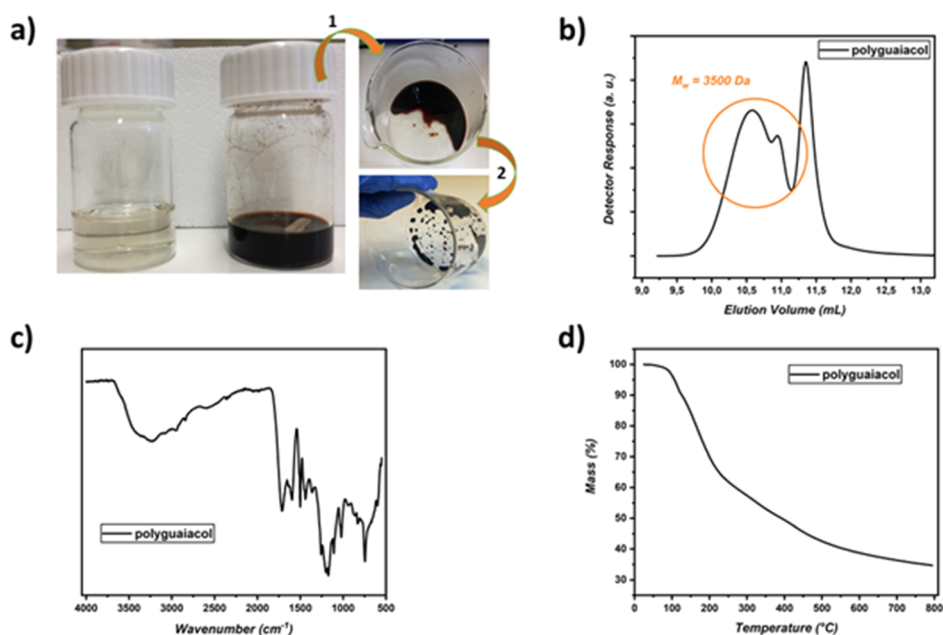 a)
1
2
b)
polyguaiacol
Mw = 3500 Da
Detector Response (a. u.)
9,0 9,5 10,0 10,5 11,0 11,5 12,0 12,5 13,0
Elution Volume (mL)
c)
polyguaiacol
4000 3500 3000 2500 2000 1500 1000 500
Wavenumber (cm-1)
d)
polyguaiacol
Mass (%)
100
90
80
70
60
50
40
30
0 100 200 300 400 500 600 700 800
Temperature (°C)